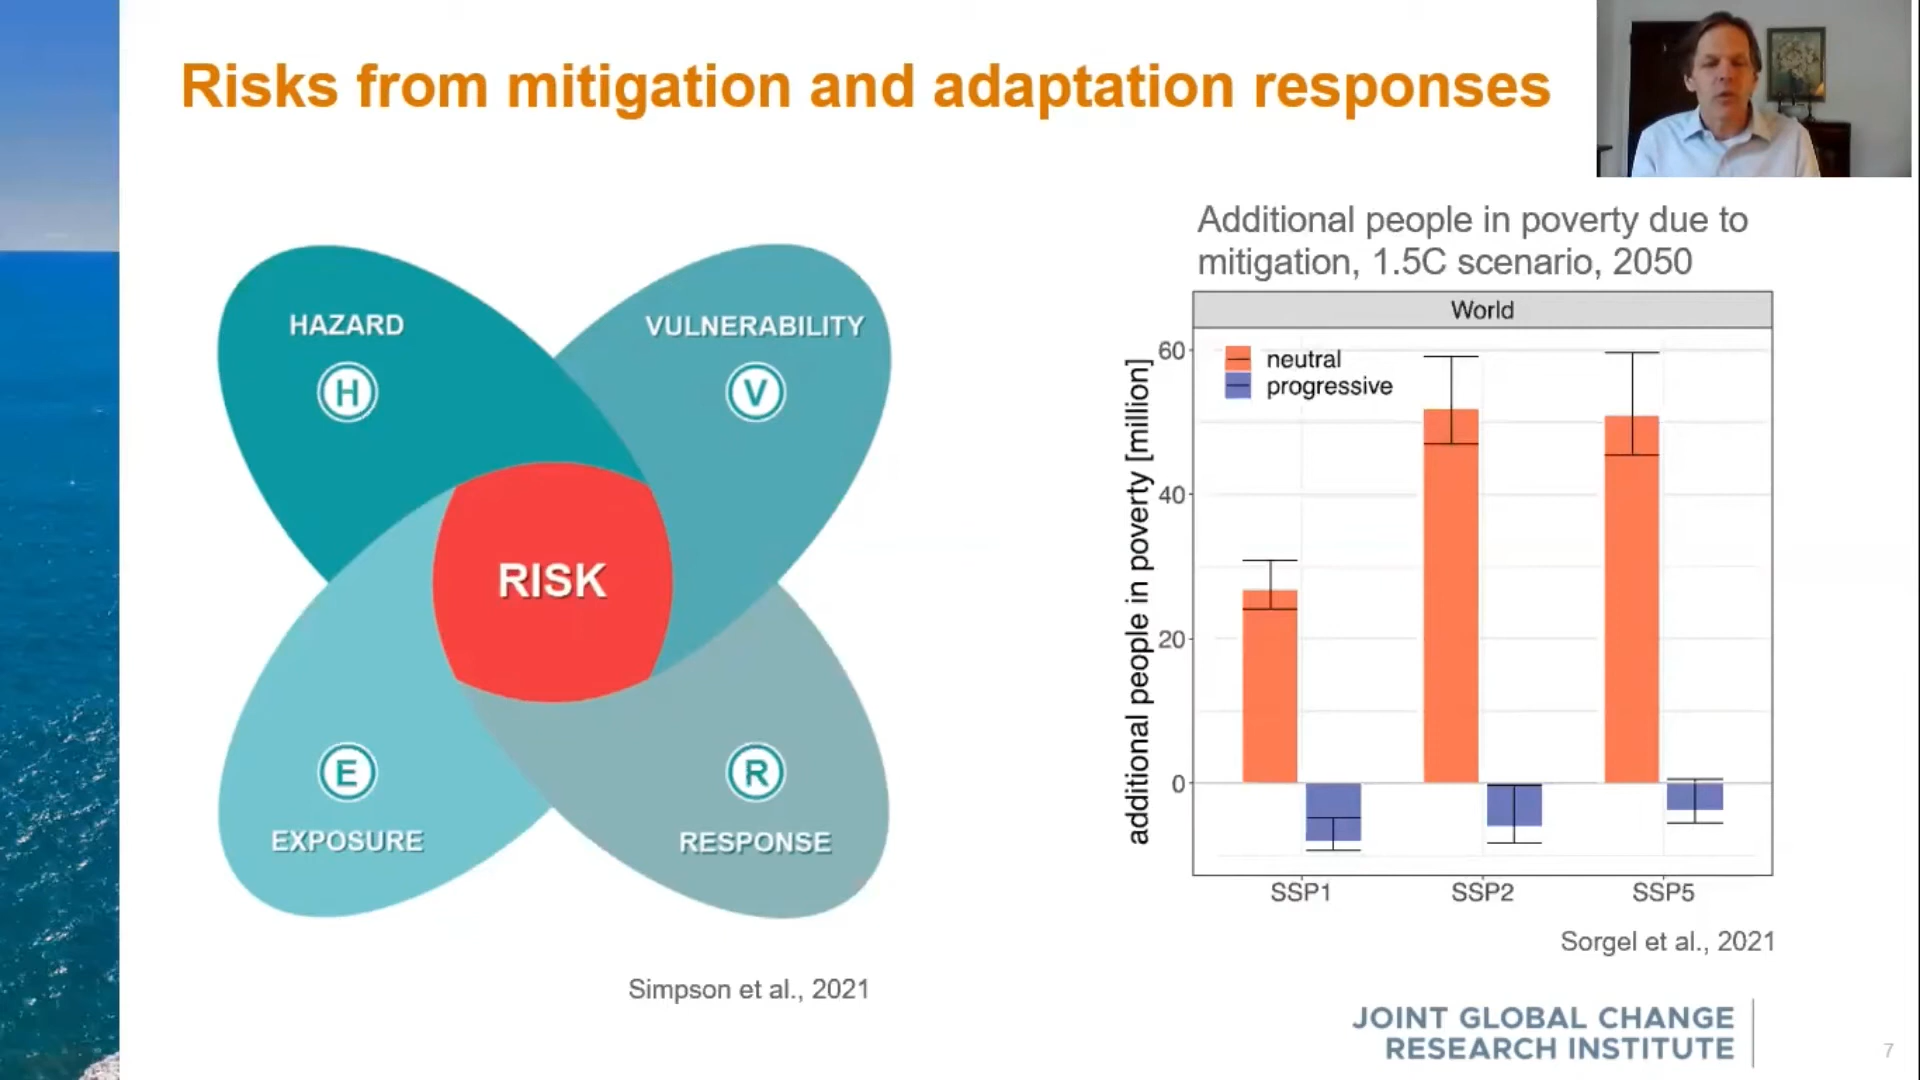 Risks from mitigation and adaptation responses
HAZARD
H
VULNERABILITY
V
RISK
E
EXPOSURE
R
RESPONSE
Simpson et al., 2021
Additional people in poverty due to
mitigation, 1.5C scenario, 2050
World
neutral
progressive
additional people in poverty [million]
60
40
20
0
SSP1 SSP2 SSP5
Sorgel et al., 2021
JOINT GLOBAL CHANGE
RESEARCH INSTITUTE
7